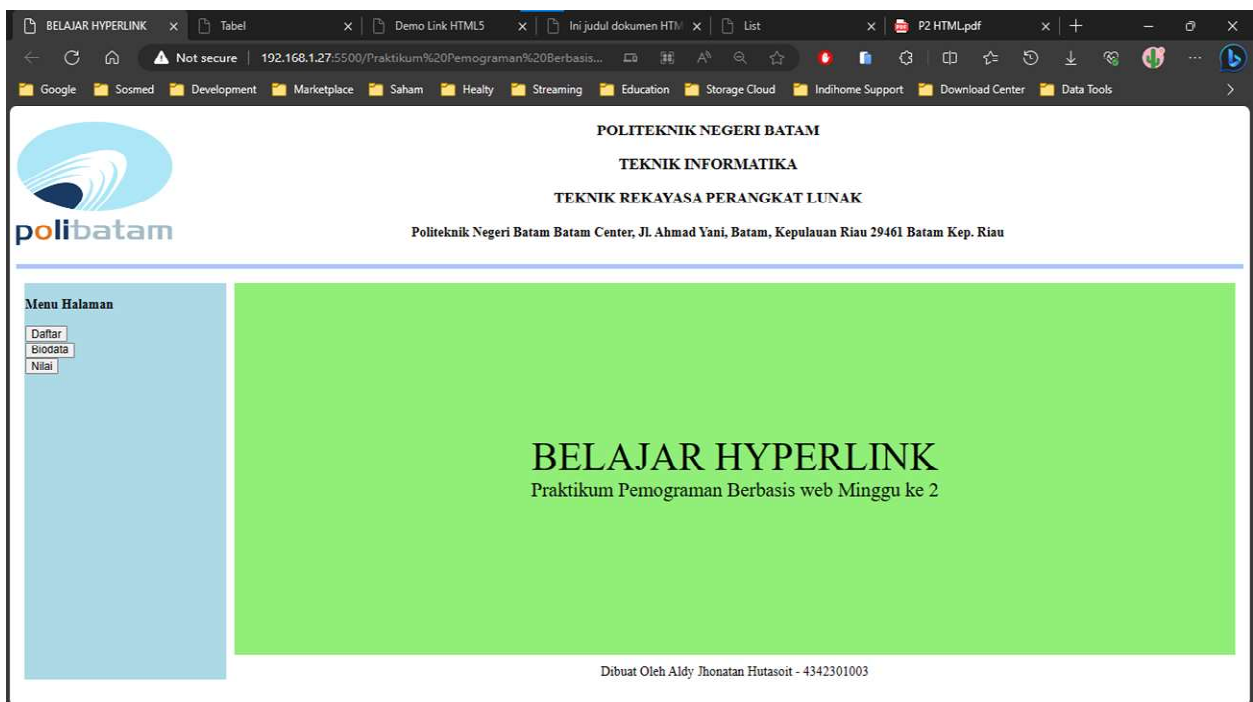 BELAJAR HYPERLINK
Tabel
Demo Link HTML5
Ini judul dokumen HTM
List
P2 HTML.pdf
Not secure | 192.168.1.27:5500/Praktikum%20Pemograman%20Berbasis...
Google Sosmed Development Marketplace Saham Healty Streaming Education Storage Cloud Indihome Support Download Center Data Tools
polibatam
POLITEKNIK NEGERI BATAM
TEKNIK INFORMATIKA
TEKNIK REKAYASA PERANGKAT LUNAK
Politeknik Negeri Batam Batam Center, Jl. Ahmad Yani, Batam, Kepulauan Riau 29461 Batam Kep. Riau
Menu Halaman
Daftar
Biodata
Nilai
BELAJAR HYPERLINK
Praktikum Pemograman Berbasis web Minggu ke 2
Dibuat Oleh Aldy Jhonatan Hutasoit - 4342301003